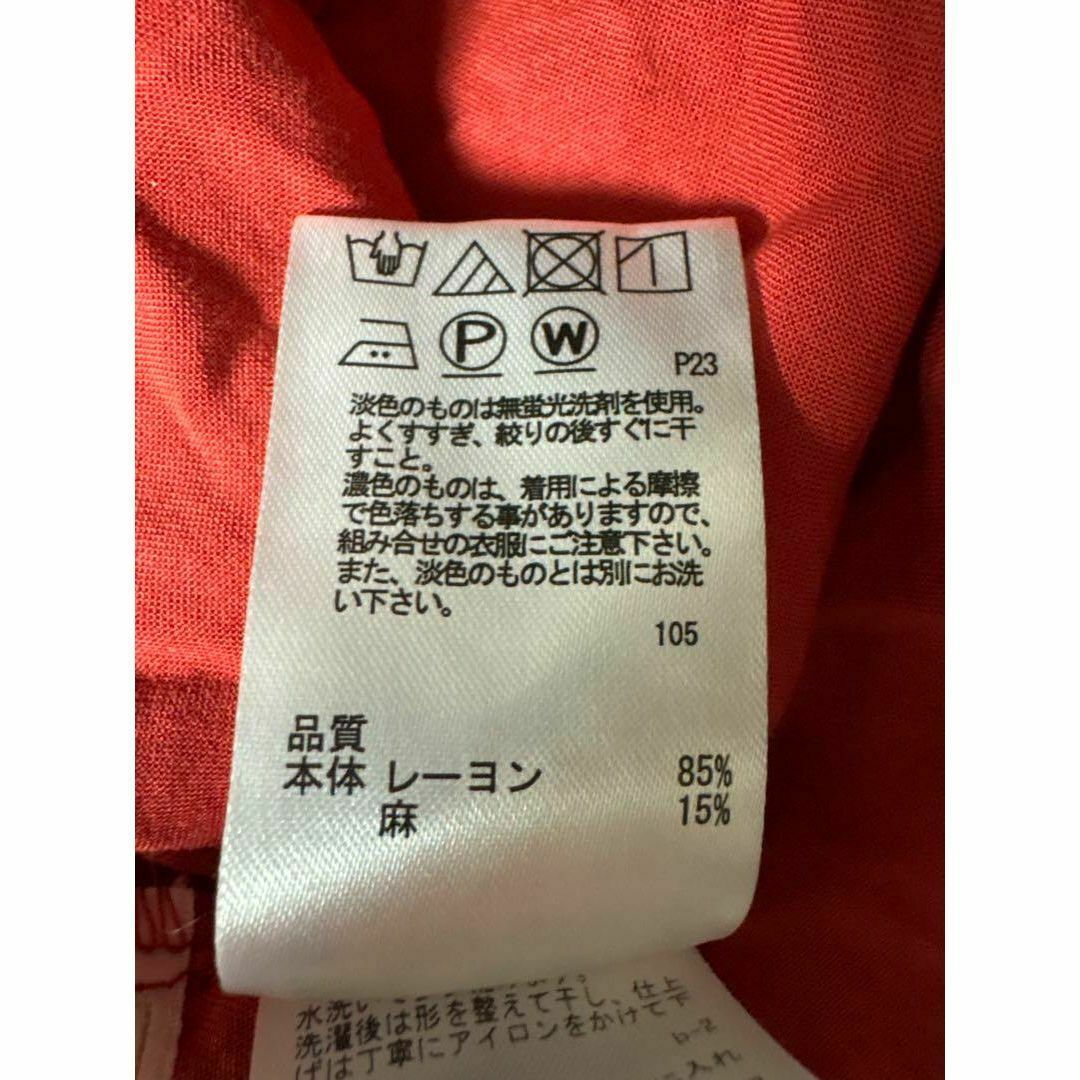 P W
P23
淡色のものは無蛍光洗剤を使用。
よくすすぎ、絞りの後すぐに干
すこと。
濃色のものは、着用による摩擦
で色落ちする事がありますので、
組み合せの衣服にご注意下さい。
また、淡色のものとは別にお洗
い下さい。
105
品質
本体 レーヨン 85%
麻 15%
水洗い
洗濯後は形を整えて干し、仕上
げは丁寧にアイロンをかけて下
入れ